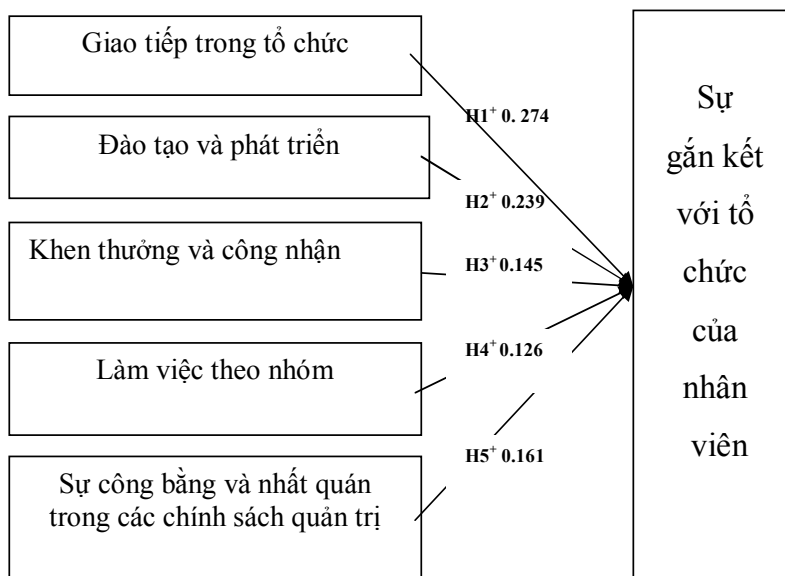 Giao tiếp trong tổ chức
H1+ 0. 274
Đào tạo và phát triển
H2+ 0.239
Khen thưởng và công nhận
H3+ 0.145
Làm việc theo nhóm
H4+ 0.126
Sự công bằng và nhất quán
trong các chính sách quản trị
H5+ 0.161
Sự
gắn kết
với tổ
chức
của
nhân
viên